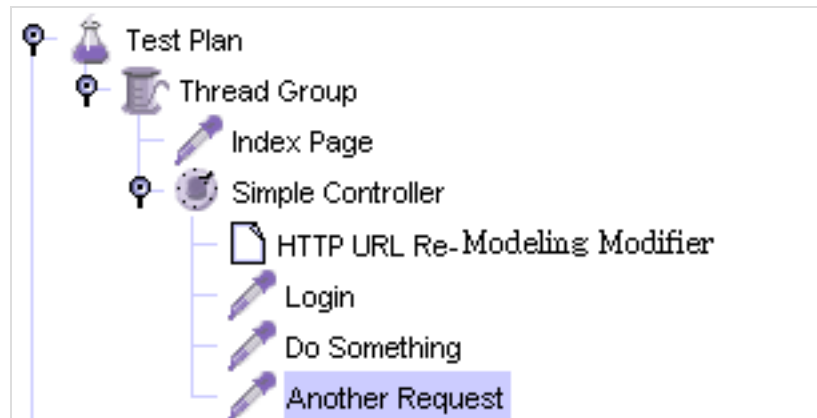 Test Plan
Thread Group
Index Page
Simple Controller
HTTP URL Re-Modeling Modifier
Login
Do Something
Another Request